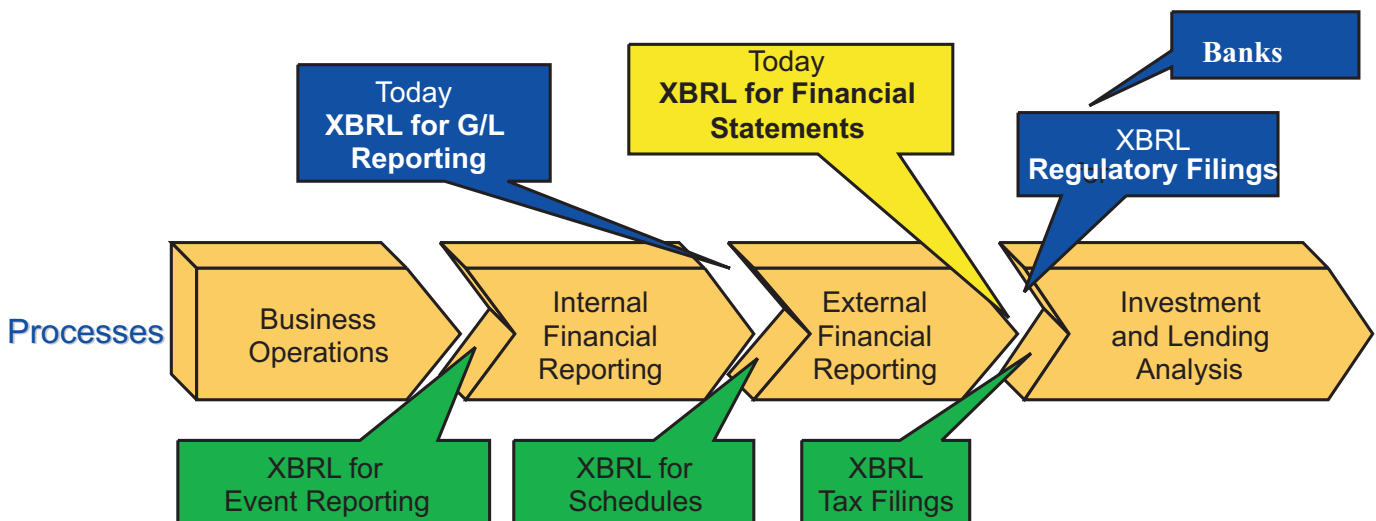 Today
XBRL for G/L
Reporting
Today
XBRL for Financial
Statements
Banks
XBRL
Regulatory Filings
Processes
Business
Operations
Internal
Financial
Reporting
External
Financial
Reporting
Investment
and Lending
Analysis
XBRL for
Event Reporting
XBRL for
Schedules
XBRL
Tax Filings